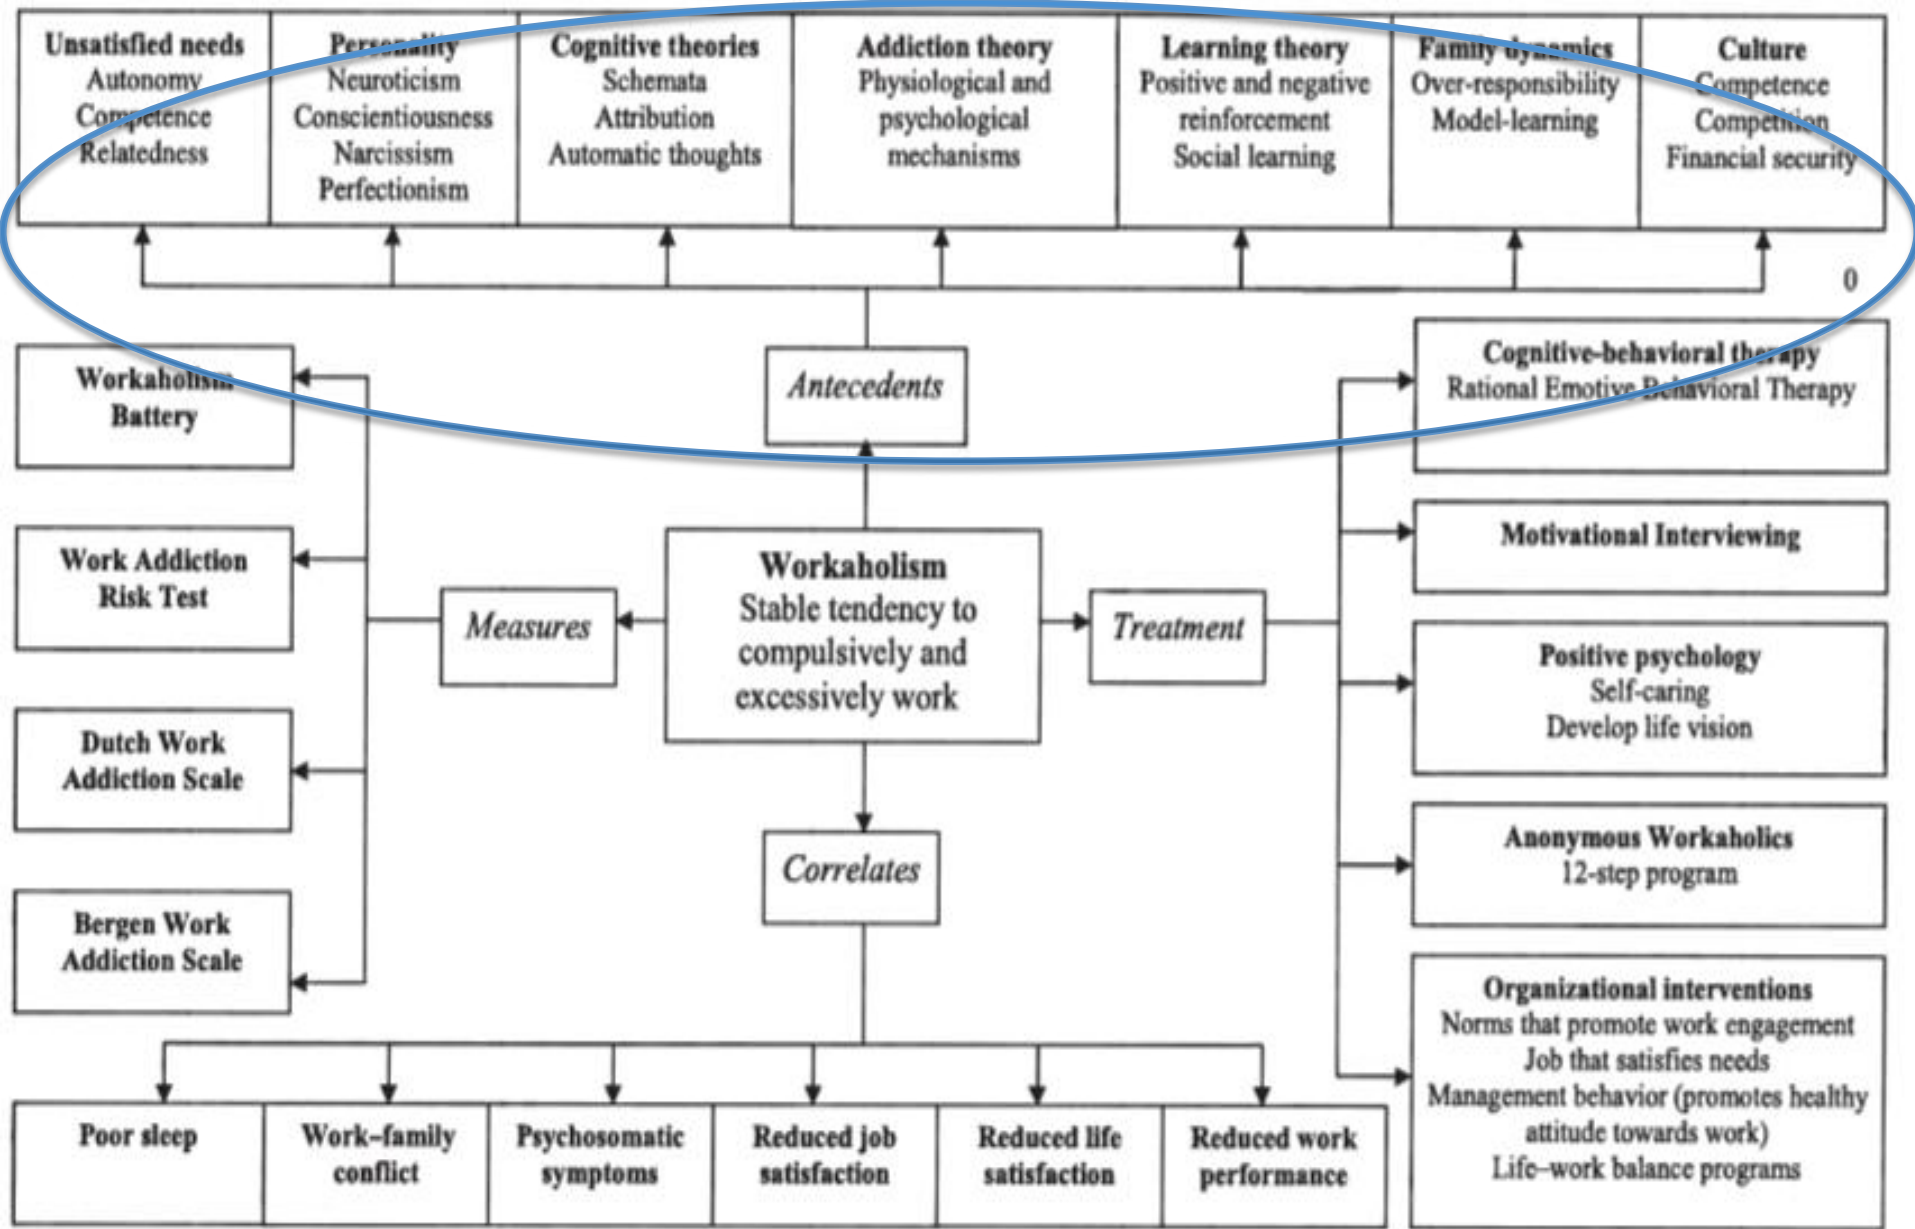 Unsatisfied needs
Autonomy
Competence
Relatedness
Personality
Neuroticism
Conscientiousness
Narcissism
Perfectionism
Cognitive theories
Schemata
Attribution
Automatic thoughts
Addiction theory
Physiological and
psychological
mechanisms
Learning theory
Positive and negative
reinforcement
Social learning
Family dynamics
Over-responsibility
Model-learning
Culture
Competence
Competition
Financial security
0
Antecedents
Workaholism
Battery
Work Addiction
Risk Test
Dutch Work
Addiction Scale
Bergen Work
Addiction Scale
Measures
Workaholism
Stable tendency to
compulsively and
excessively work
Treatment
Cognitive-behavioral therapy
Rational Emotive Behavioral Therapy
Motivational Interviewing
Positive psychology
Self-caring
Develop life vision
Anonymous Workaholics
12-step program
Organizational interventions
Norms that promote work engagement
Job that satisfies needs
Management behavior (promotes healthy
attitude towards work)
Life–work balance programs
Correlates
Poor sleep
Work–family
conflict
Psychosomatic
symptoms
Reduced job
satisfaction
Reduced life
satisfaction
Reduced work
performance